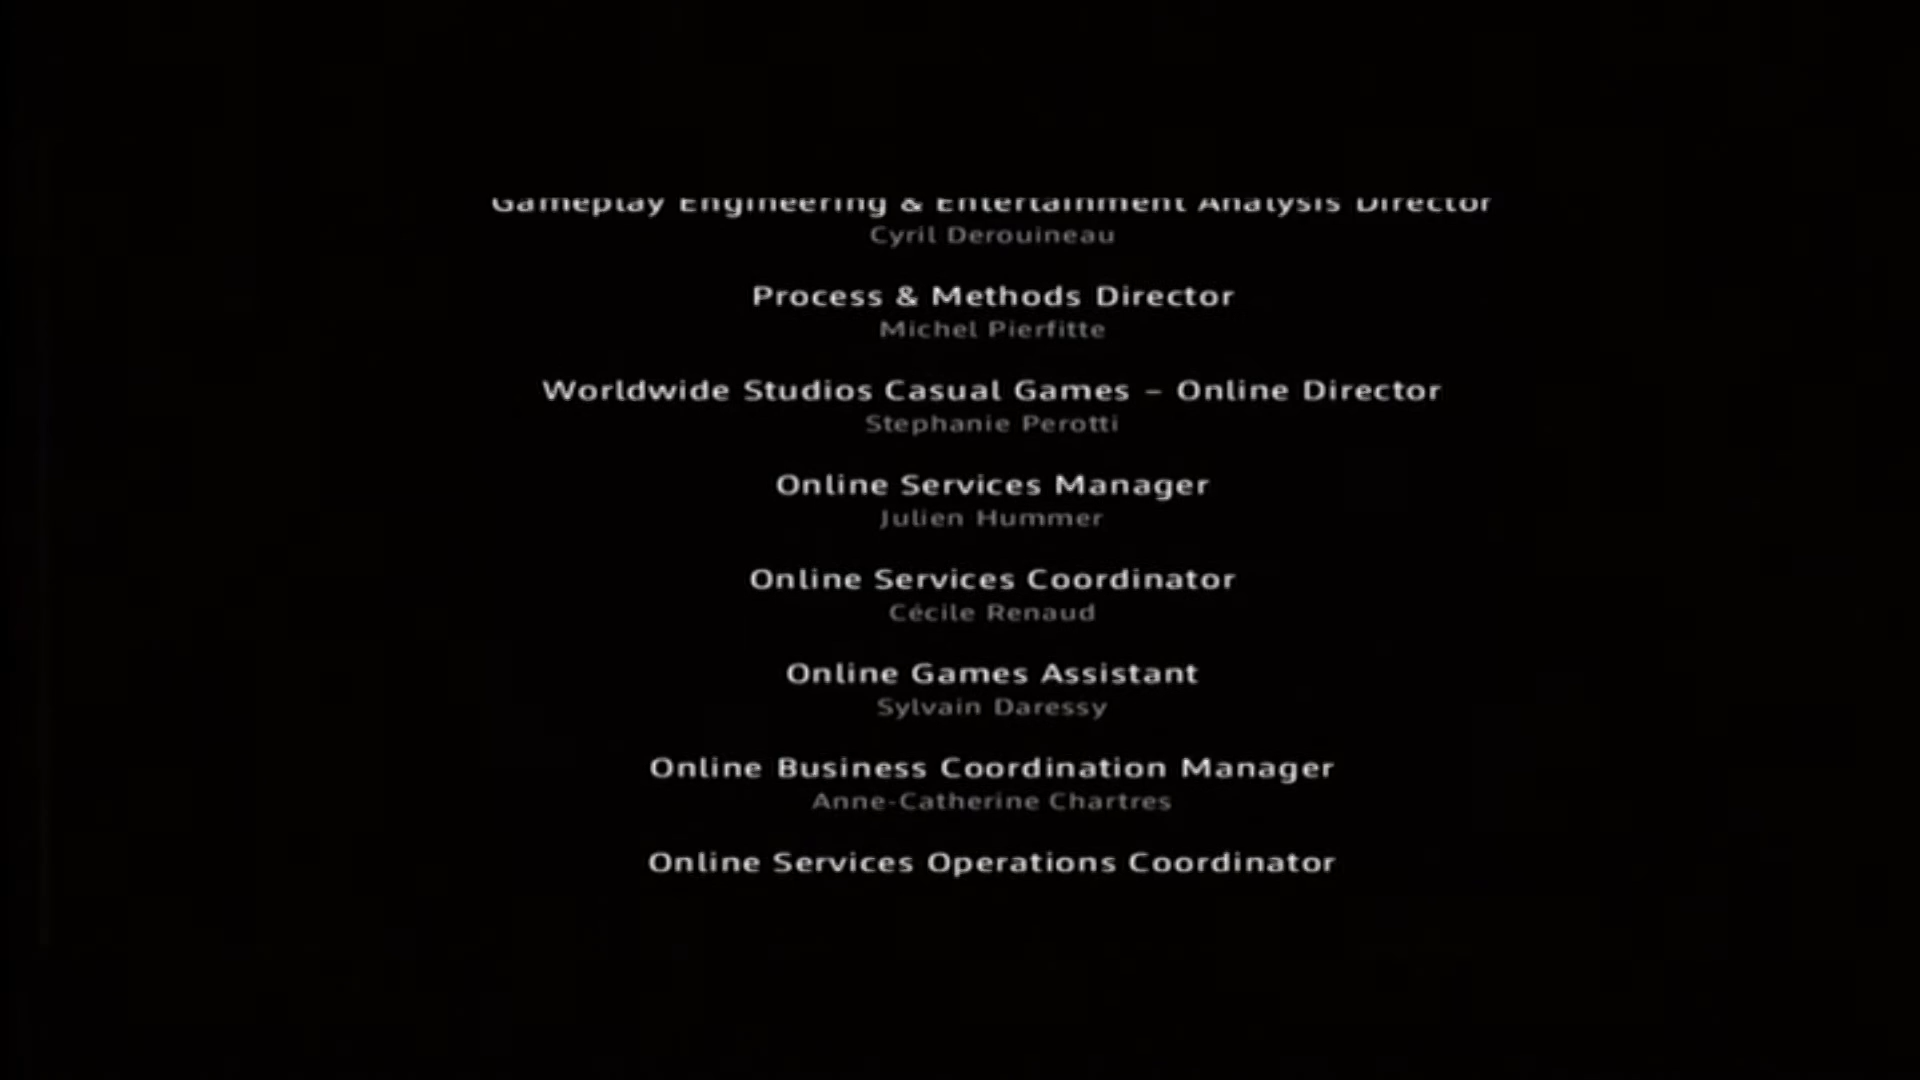 Gameplay Engineering & Entertainment Analysis Director
Cyril Derouineau
Process & Methods Director
Michel Pierfitte
Worldwide Studios Casual Games – Online Director
Stephanie Perotti
Online Services Manager
Julien Hummer
Online Services Coordinator
Cécile Renaud
Online Games Assistant
Sylvain Daressy
Online Business Coordination Manager
Anne-Catherine Chartres
Online Services Operations Coordinator